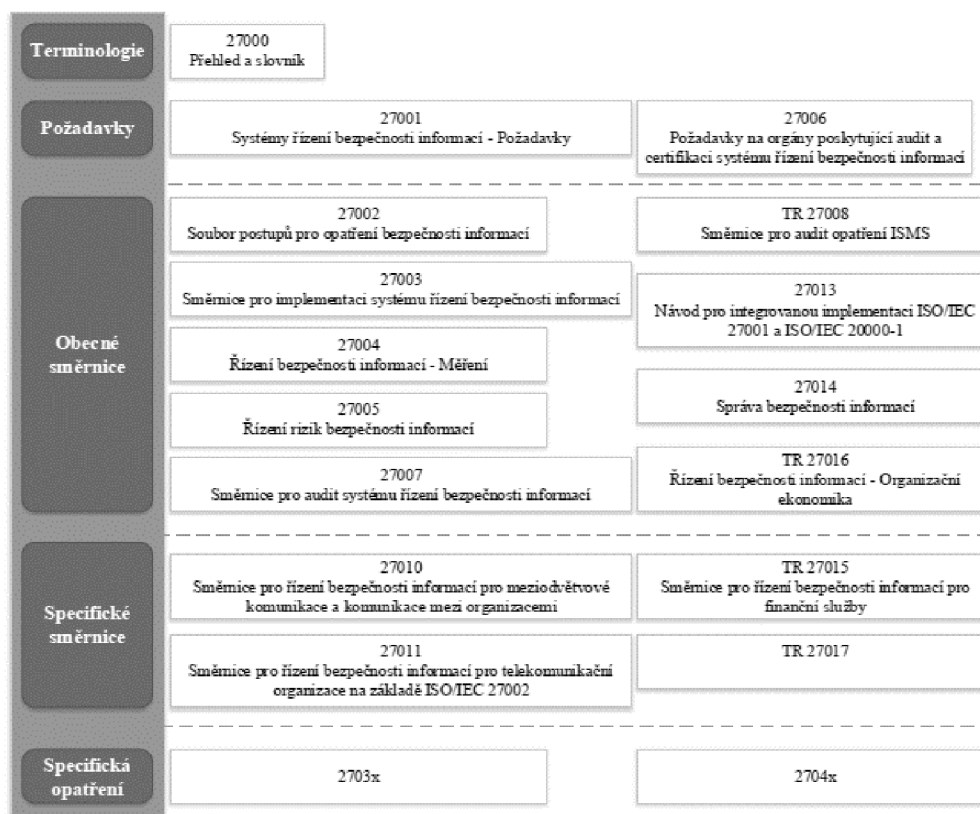 Terminologie
27000
Přehled a slovník
Požadavky
27001
Systémy řízení bezpečnosti informací - Požadavky
27006
Požadavky na orgány poskytující audit a
certifikaci systému řízení bezpečnosti informací
Obecné
směrnice
27002
Soubor postupů pro opatření bezpečnosti informací
TR 27008
Směrnice pro audit opatření ISMS
27003
Směrnice pro implementaci systému řízení bezpečnosti informací
27013
Návod pro integrovanou implementaci ISO/IEC
27001 a ISO/IEC 20000-1
27004
Řízení bezpečnosti informací - Měření
27014
Správa bezpečnosti informací
27005
Řízení rizik bezpečnosti informací
TR 27016
Řízení bezpečnosti informací - Organizační
ekonomika
27007
Směrnice pro audit systému řízení bezpečnosti informací
Specifické
směrnice
27010
Směrnice pro řízení bezpečnosti informací pro meziodvětvové
komunikace a komunikace mezi organizacemi
TR 27015
Směrnice pro řízení bezpečnosti informací pro
finanční služby
27011
Směrnice pro řízení bezpečnosti informací pro telekomunikační
organizace na základě ISO/IEC 27002
TR 27017
Specifická
opatření
2703x
2704x